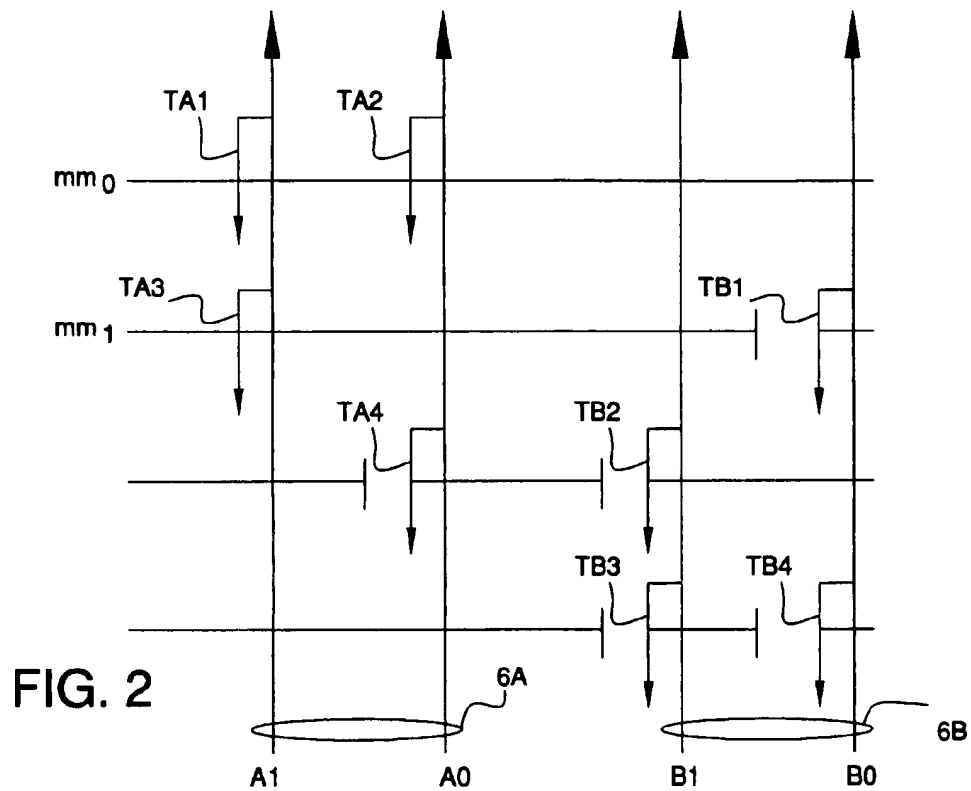 TA1 TA2
mm0
TA3 TB1
mm1
TA4 TB2
TB3 TB4
FIG. 2
6A
6B
A1 A0 B1 B0